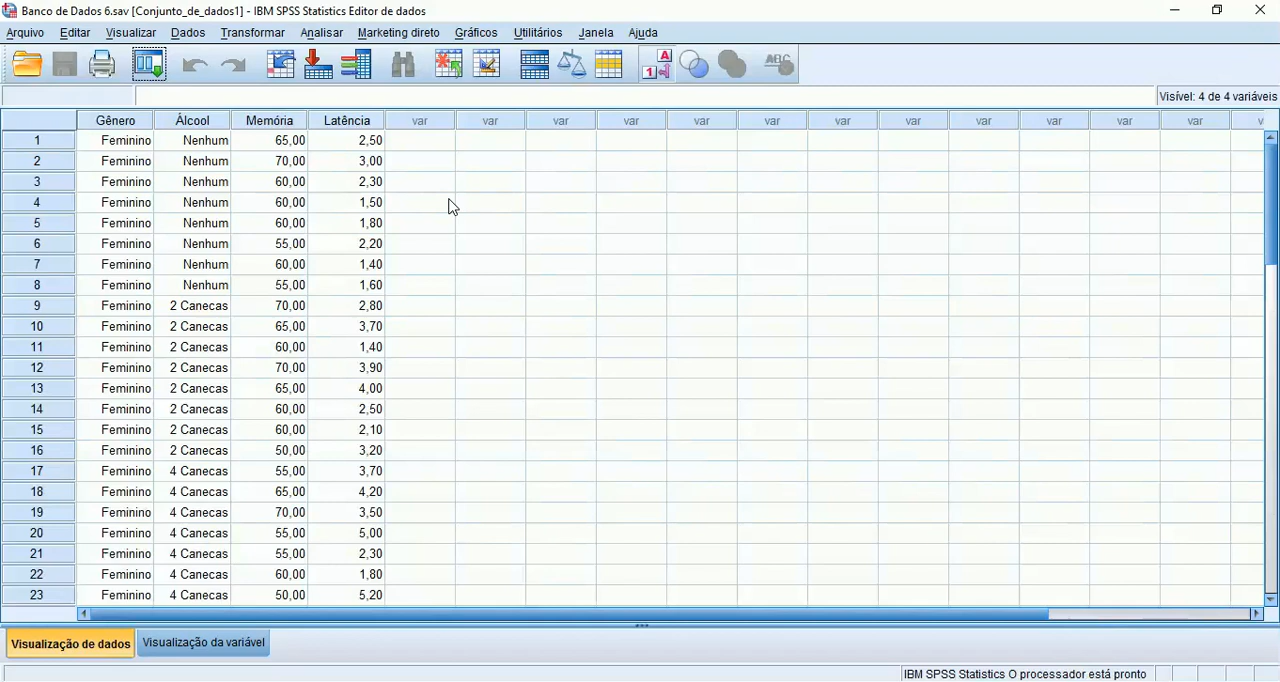 Banco de Dados 6.sav [Conjunto_de_dados1] - IBM SPSS Statistics Editor de dados
Arquivo Editar Visualizar Dados Transformar Analisar Marketing direto Gráficos Utilitários Janela Ajuda
A
1
ABC
Visível: 4 de 4 variáveis
Gênero Álcool Memória Latência var var var var var var var var var var var var v
1 Feminino Nenhum 65,00 2,50
2 Feminino Nenhum 70,00 3,00
3 Feminino Nenhum 60,00 2,30
4 Feminino Nenhum 60,00 1,50
5 Feminino Nenhum 60,00 1,80
6 Feminino Nenhum 55,00 2,20
7 Feminino Nenhum 60,00 1,40
8 Feminino Nenhum 55,00 1,60
9 Feminino 2 Canecas 70,00 2,80
10 Feminino 2 Canecas 65,00 3,70
11 Feminino 2 Canecas 60,00 1,40
12 Feminino 2 Canecas 70,00 3,90
13 Feminino 2 Canecas 65,00 4,00
14 Feminino 2 Canecas 60,00 2,50
15 Feminino 2 Canecas 60,00 2,10
16 Feminino 2 Canecas 50,00 3,20
17 Feminino 4 Canecas 55,00 3,70
18 Feminino 4 Canecas 65,00 4,20
19 Feminino 4 Canecas 70,00 3,50
20 Feminino 4 Canecas 55,00 5,00
21 Feminino 4 Canecas 55,00 2,30
22 Feminino 4 Canecas 60,00 1,80
23 Feminino 4 Canecas 50,00 5,20
Visualização de dados Visualização da variável
IBM SPSS Statistics O processador está pronto